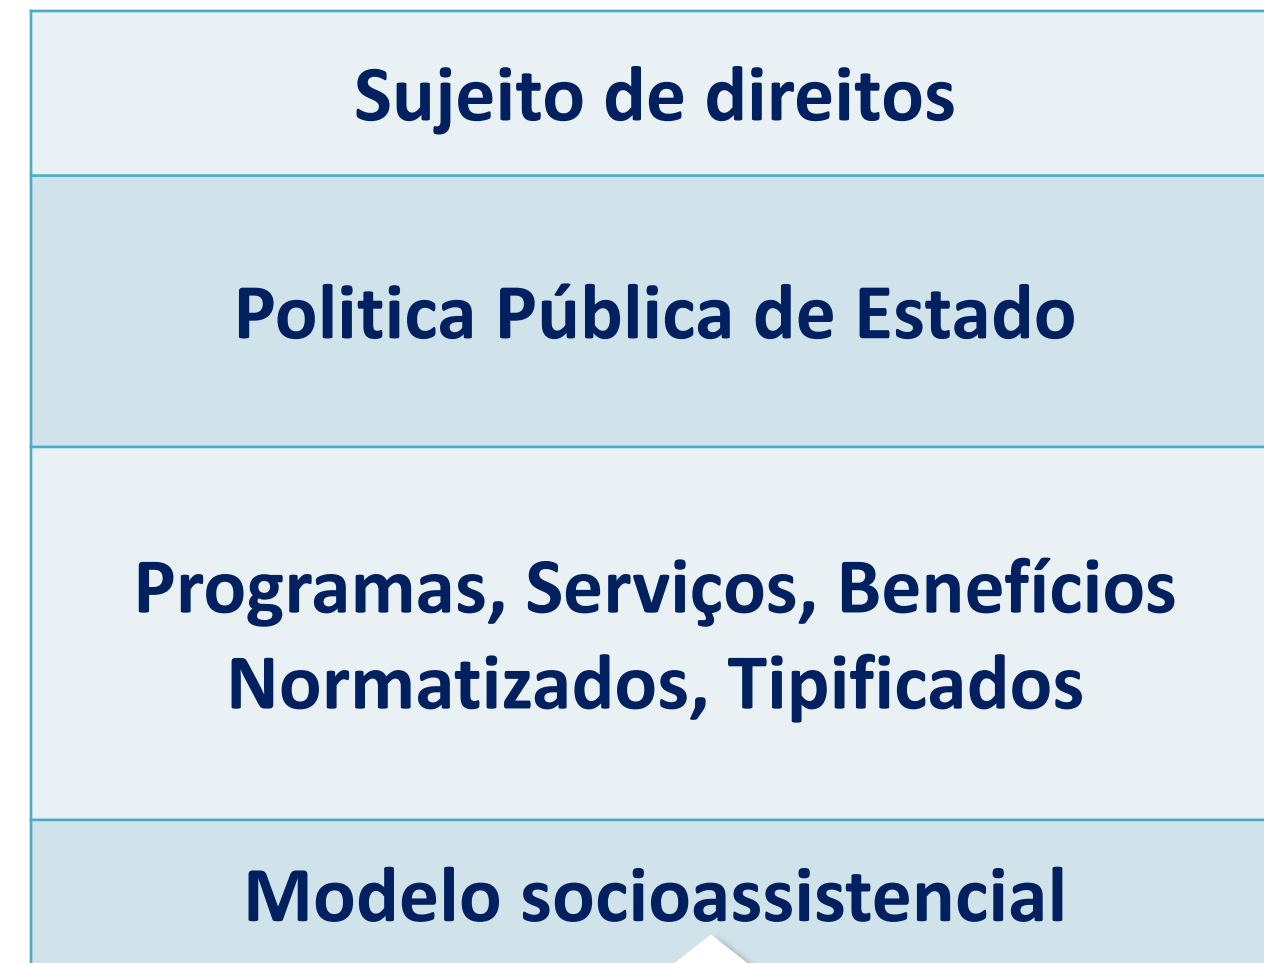 Sujeito de direitos
Politica Pública de Estado
Programas, Serviços, Benefícios
Normatizados, Tipificados
Modelo socioassistencial